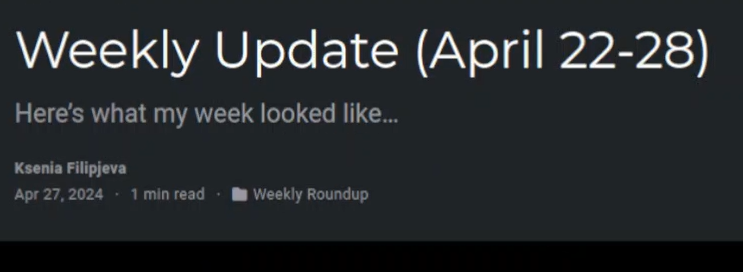 Weekly Update (April 22-28)
Here's what my week looked like…
Ksenia Filipjeva
Apr 27, 2024 · 1 min read · Weekly Roundup